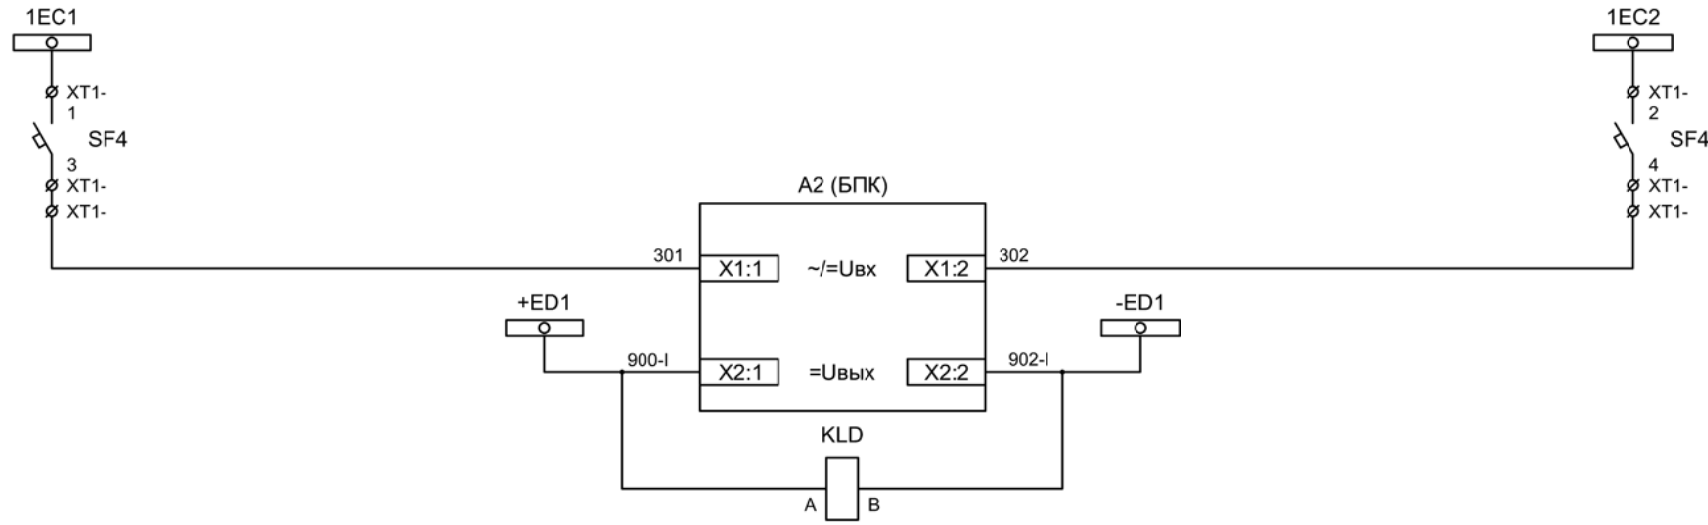 1EC1
1EC2
XT1-
XT1-
1
2
SF4
SF4
3
4
XT1-
XT1-
XT1-
XT1-
A2 (БПК)
301
X1:1
~/=Uвх
X1:2
302
+ED1
-ED1
900-I
X2:1
=Uвых
X2:2
902-I
KLD
A
B